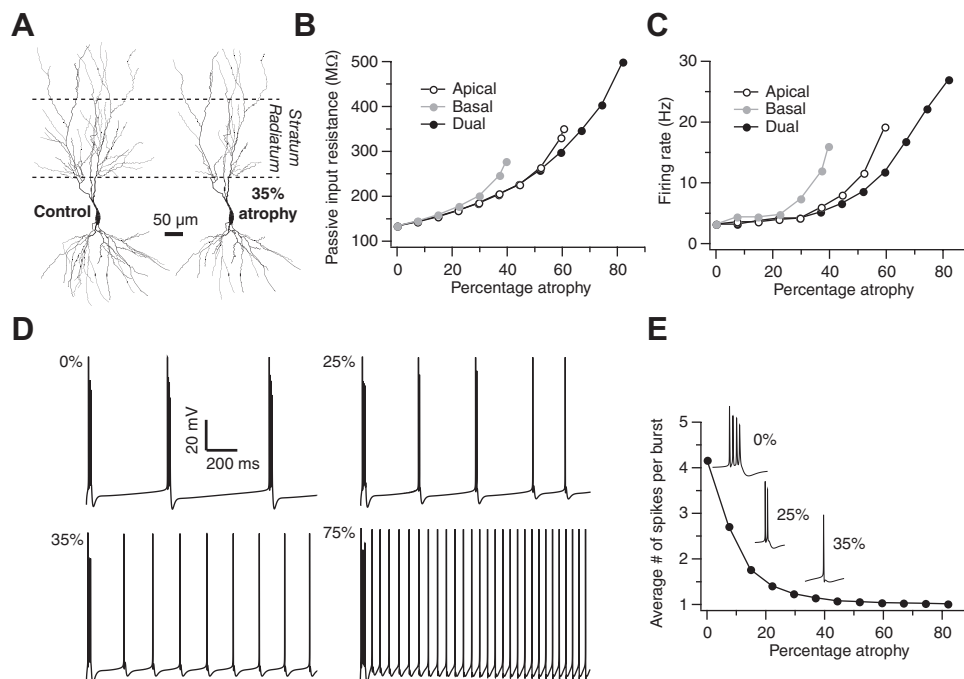 A
Stratum
Radiatum
Control
35%
atrophy
50 µm
B
Passive input resistance (MΩ)
500
400
300
200
100
Apical
Basal
Dual
0 20 40 60 80
Percentage atrophy
C
Firing rate (Hz)
30
20
10
0
Apical
Basal
Dual
0 20 40 60 80
Percentage atrophy
D
0%
20 mV
200 ms
25%
35%
75%
E
Average # of spikes per burst
5
4
3
2
1
0%
25%
35%
0 20 40 60 80
Percentage atrophy